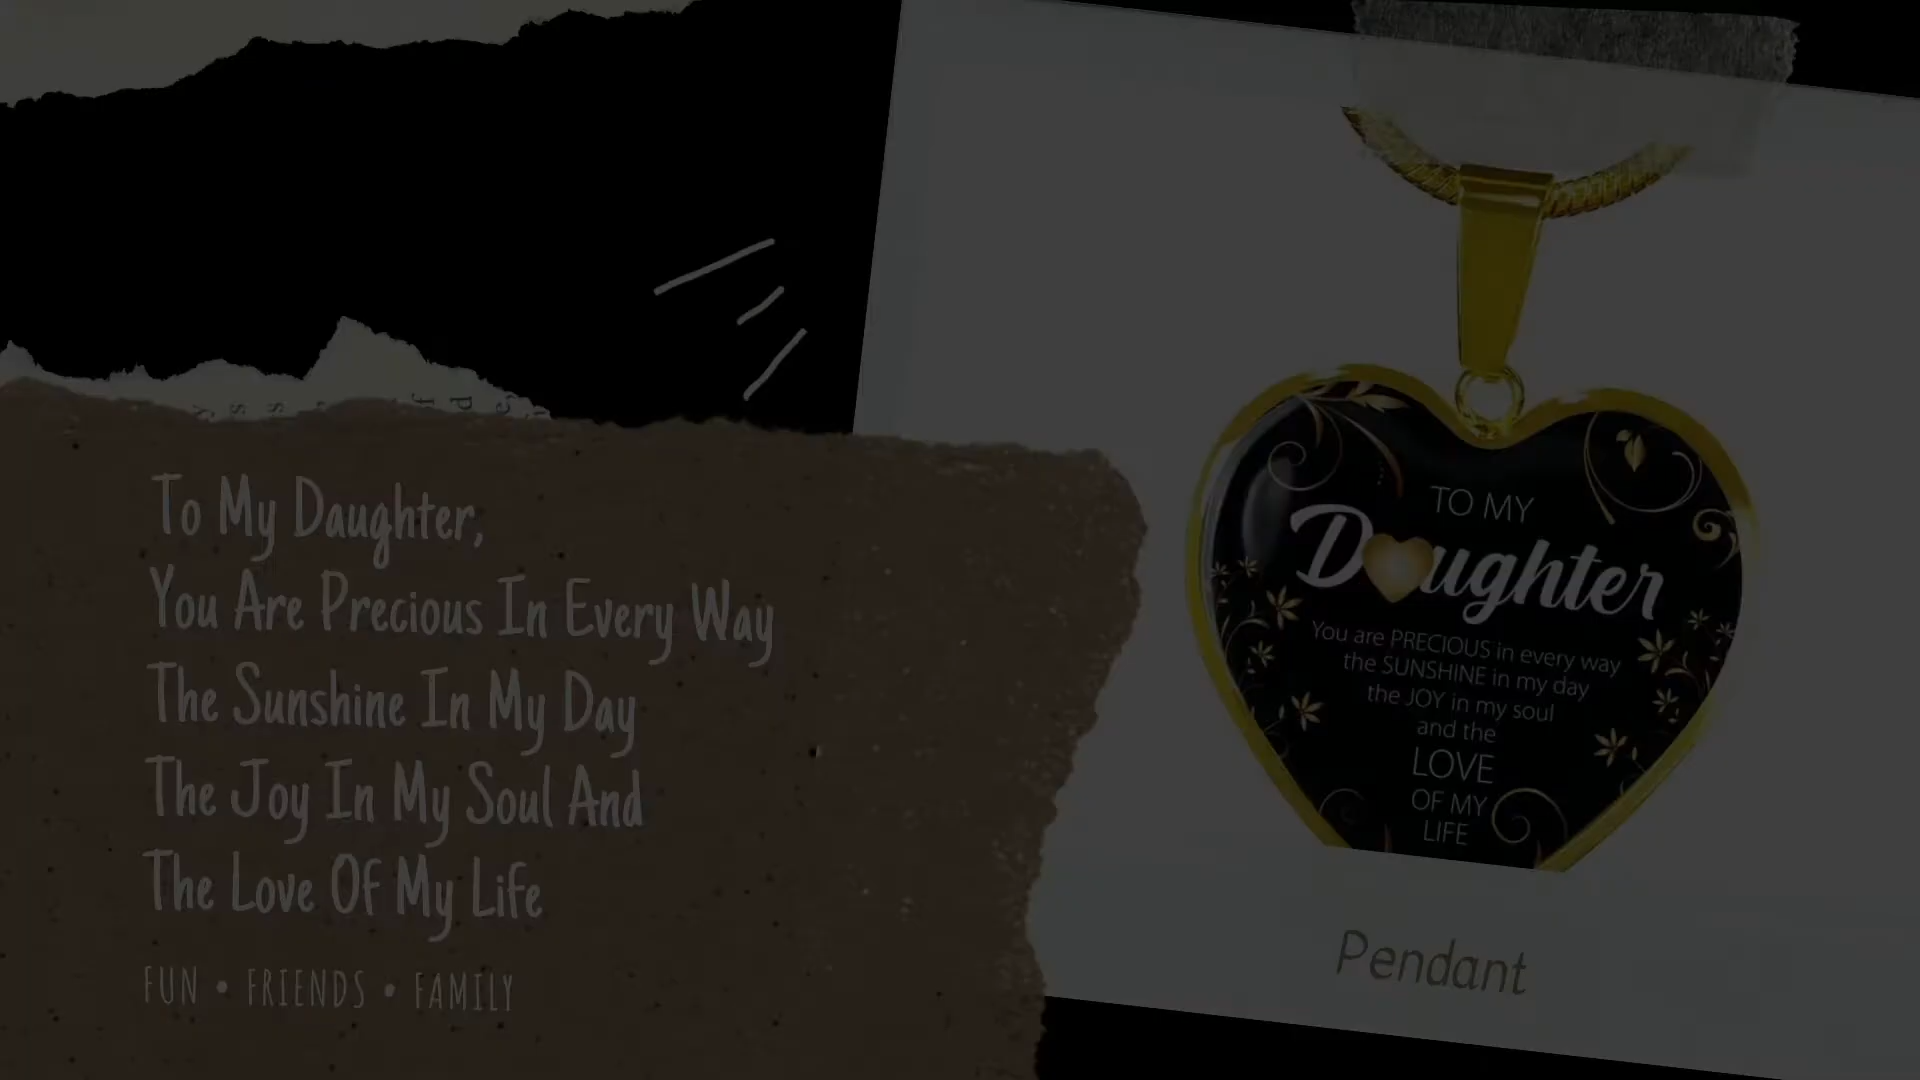 To My Daughter,
You Are Precious In Every Way
The Sunshine In My Day
The Joy In My Soul And
The Love Of My Life
FUN • FRIENDS • FAMILY
TO MY
Daughter
You are PRECIOUS in every way
the SUNSHINE in my day
the JOY in my soul
and the
LOVE
OF MY
LIFE
Pendant